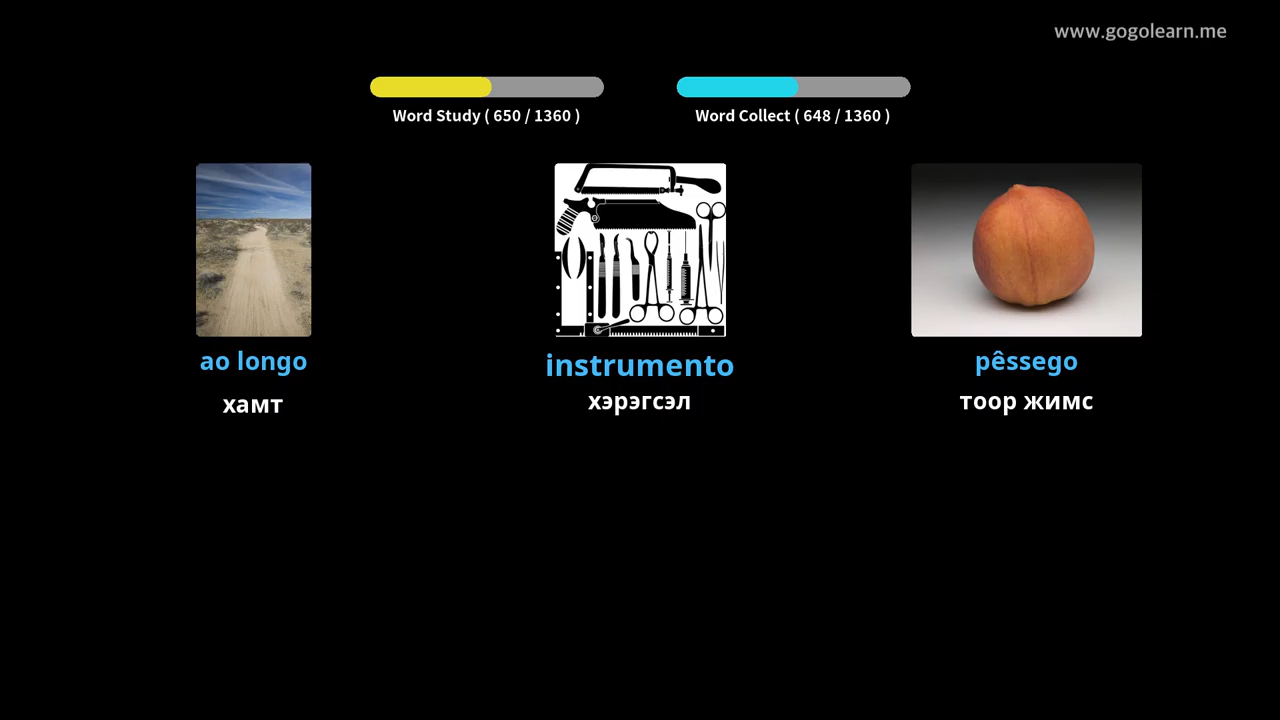 www.gogolearn.me
Word Study ( 650 / 1360 )
Word Collect ( 648 / 1360 )
ao longo
хамт
instrumento
хэрэгсэл
pêssego
тоор жимс